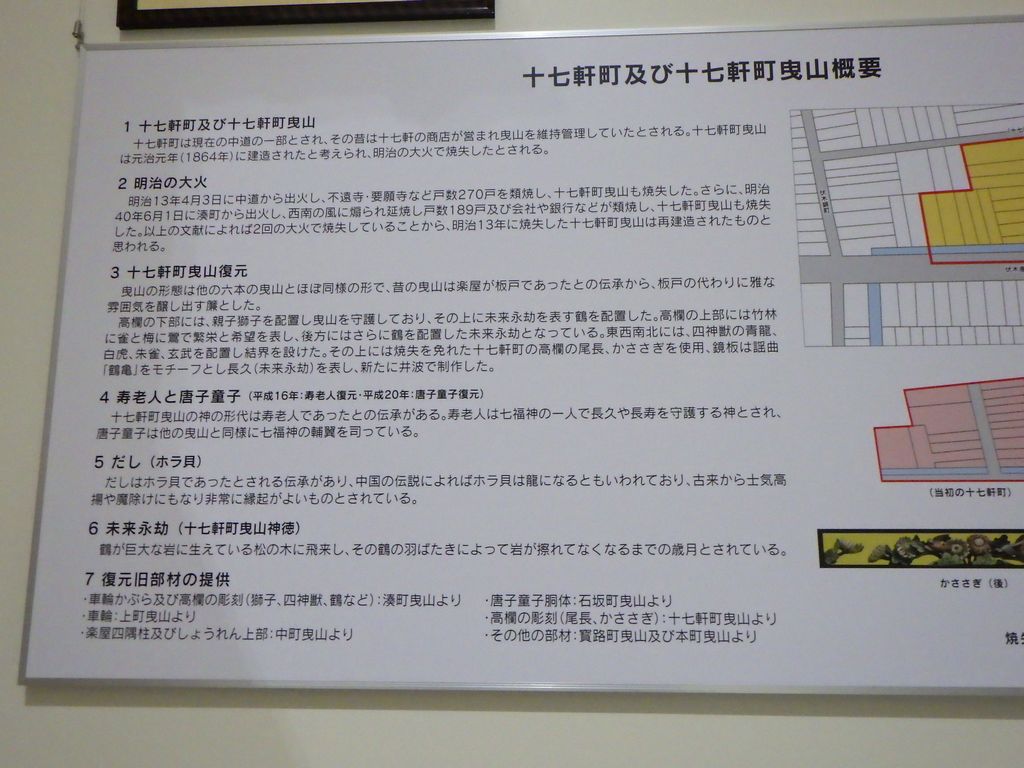 十七軒町及び十七軒町曳山概要
1 十七軒町及び十七軒町曳山
十七軒町は現在の中道の一部とされ、その昔は十七軒の商店が営まれ曳山を維持管理していたとされる。十七軒町曳山
は元治元年(1864年)に建造されたと考えられ、明治の大火で焼失したとされる。
2 明治の大火
明治13年4月3日に中道から出火し、不遠寺・要願寺など戸数270戸を類焼し、十七軒町曳山も焼失した。さらに、明治
40年6月1日に湊町から出火し、西南の風に煽られ延焼し戸数189戸及び会社や銀行などが類焼し、十七軒町曳山も焼失
した。以上の文献によれば2回の大火で焼失していることから、明治13年に焼失した十七軒町曳山は再建造されたものと
思われる。
3 十七軒町曳山復元
曳山の形態は他の六本の曳山とほぼ同様の形で、昔の曳山は楽屋が板戸であったとの伝承から、板戸の代わりに雅な
雰囲気を醸し出す簾とした。
高欄の下部には、親子獅子を配置し曳山を守護しており、その上に未来永劫を表す鶴を配置した。高欄の上部には竹林
に雀と梅に鶯で繁栄と希望を表し、後方にはさらに鶴を配置した未来永劫となっている。東西南北には、四神獣の青龍、
白虎、朱雀、玄武を配置し結界を設けた。その上には焼失を免れた十七軒町の高欄の尾長、かささぎを使用、鏡板は謡曲
「鶴亀」をモチーフとし長久(未来永劫)を表し、新たに井波で制作した。
4 寿老人と唐子童子 (平成16年:寿老人復元・平成20年:唐子童子復元)
十七軒町曳山の神の形代は寿老人であったとの伝承がある。寿老人は七福神の一人で長久や長寿を守護する神とされ、
唐子童子は他の曳山と同様に七福神の輔翼を司っている。
5 だし (ホラ貝)
だしはホラ貝であったとされる伝承があり、中国の伝説によればホラ貝は龍になるともいわれており、古来から士気高
揚や魔除けにもなり非常に縁起がよいものとされている。
6 未来永劫 (十七軒町曳山神徳)
鶴が巨大な岩に生えている松の木に飛来し、その鶴の羽ばたきによって岩が擦れてなくなるまでの歳月とされている。
7 復元旧部材の提供
・車輪かぶら及び高欄の彫刻(獅子、四神獣、鶴など):湊町曳山より
・車輪:上町曳山より
・楽屋四隅柱及びしょうれん上部:中町曳山より
・唐子童子胴体:石坂町曳山より
・高欄の彫刻(尾長、かささぎ):十七軒町曳山より
・その他の部材:寳路町曳山及び本町曳山より
(当初の十七軒町)
かささぎ (後)